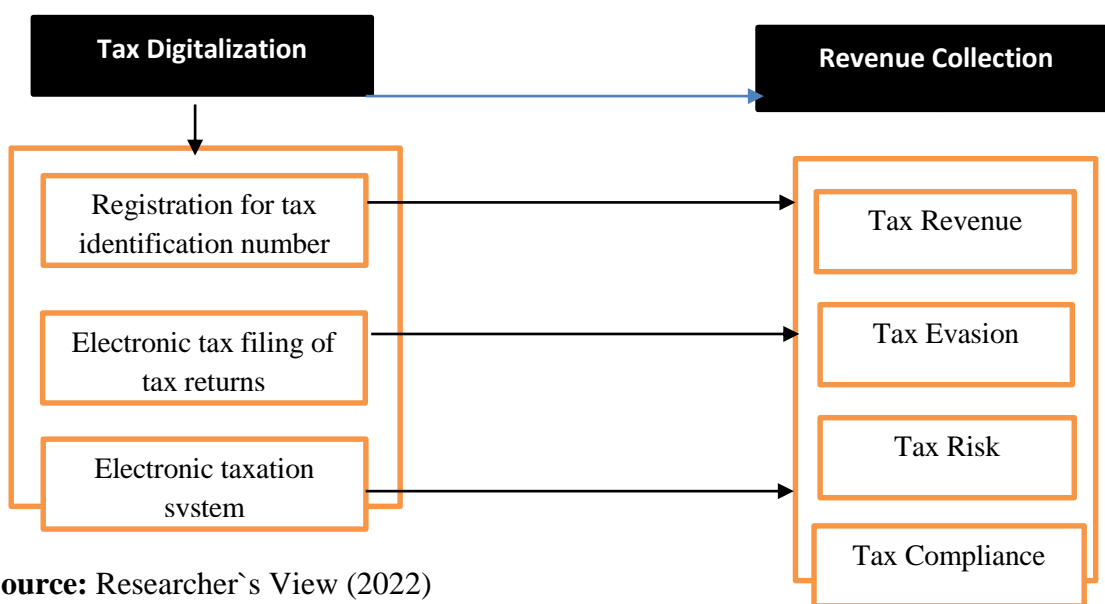 Tax Digitalization
Revenue Collection
Registration for tax
identification number
Electronic tax filing of
tax returns
Electronic taxation
system
Tax Revenue
Tax Evasion
Tax Risk
Tax Compliance
ource: Researcher`s View (2022)